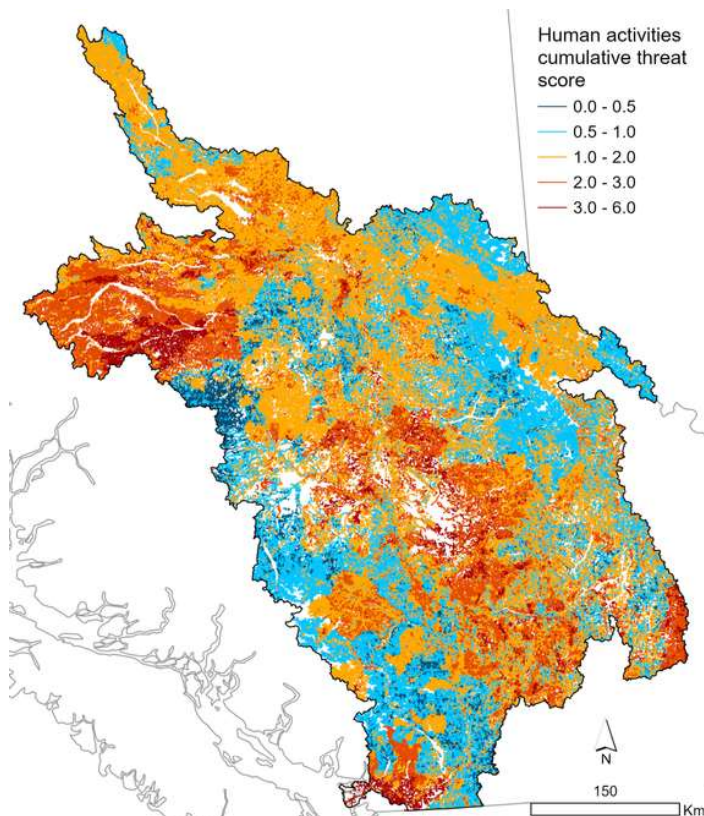 Human activities
cumulative threat
score
0.0 - 0.5
0.5 - 1.0
1.0 - 2.0
2.0 - 3.0
3.0 - 6.0
N
150
Km